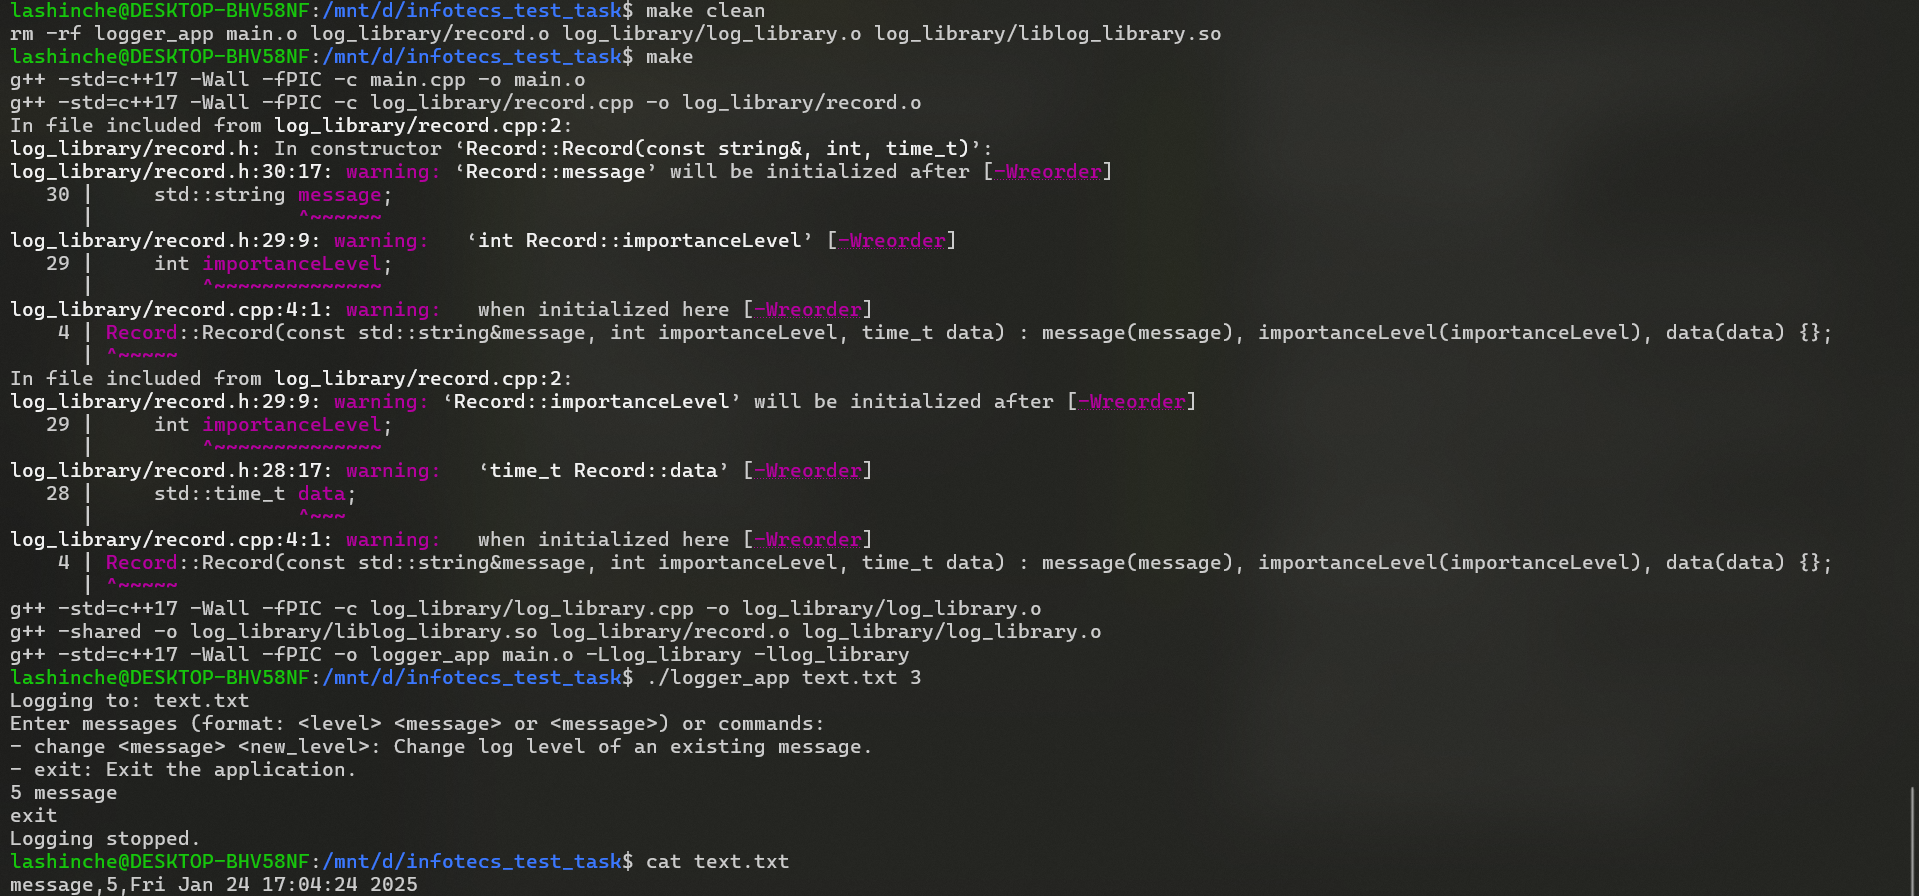 lashinche@DESKTOP-BHV58NF:/mnt/d/infotecs_test_task$ make clean
rm -rf logger_app main.o log_library/record.o log_library/log_library.o log_library/liblog_library.so
lashinche@DESKTOP-BHV58NF:/mnt/d/infotecs_test_task$ make
g++ -std=c++17 -Wall -fPIC -c main.cpp -o main.o
g++ -std=c++17 -Wall -fPIC -c log_library/record.cpp -o log_library/record.o
In file included from log_library/record.cpp:2:
log_library/record.h: In constructor ‘Record::Record(const string&, int, time_t)’:
log_library/record.h:30:17: warning: ‘Record::message’ will be initialized after [-Wreorder]
   30 |     std::string message;
      |                 ^~~~~~~
log_library/record.h:29:9: warning:   ‘int Record::importanceLevel’ [-Wreorder]
   29 |     int importanceLevel;
      |         ^~~~~~~~~~~~~~~
log_library/record.cpp:4:1: warning:   when initialized here [-Wreorder]
    4 | Record::Record(const std::string&message, int importanceLevel, time_t data) : message(message), importanceLevel(importanceLevel), data(data) {};
      | ^~~~~~
In file included from log_library/record.cpp:2:
log_library/record.h:29:9: warning: ‘Record::importanceLevel’ will be initialized after [-Wreorder]
   29 |     int importanceLevel;
      |         ^~~~~~~~~~~~~~~
log_library/record.h:28:17: warning:   ‘time_t Record::data’ [-Wreorder]
   28 |     std::time_t data;
      |                 ^~~~
log_library/record.cpp:4:1: warning:   when initialized here [-Wreorder]
    4 | Record::Record(const std::string&message, int importanceLevel, time_t data) : message(message), importanceLevel(importanceLevel), data(data) {};
      | ^~~~~~
g++ -std=c++17 -Wall -fPIC -c log_library/log_library.cpp -o log_library/log_library.o
g++ -shared -o log_library/liblog_library.so log_library/record.o log_library/log_library.o
g++ -std=c++17 -Wall -fPIC -o logger_app main.o -Llog_library -llog_library
lashinche@DESKTOP-BHV58NF:/mnt/d/infotecs_test_task$ ./logger_app text.txt 3
Logging to: text.txt
Enter messages (format: <level> <message> or <message>) or commands:
- change <message> <new_level>: Change log level of an existing message.
- exit: Exit the application.
5 message
exit
Logging stopped.
lashinche@DESKTOP-BHV58NF:/mnt/d/infotecs_test_task$ cat text.txt
message,5,Fri Jan 24 17:04:24 2025